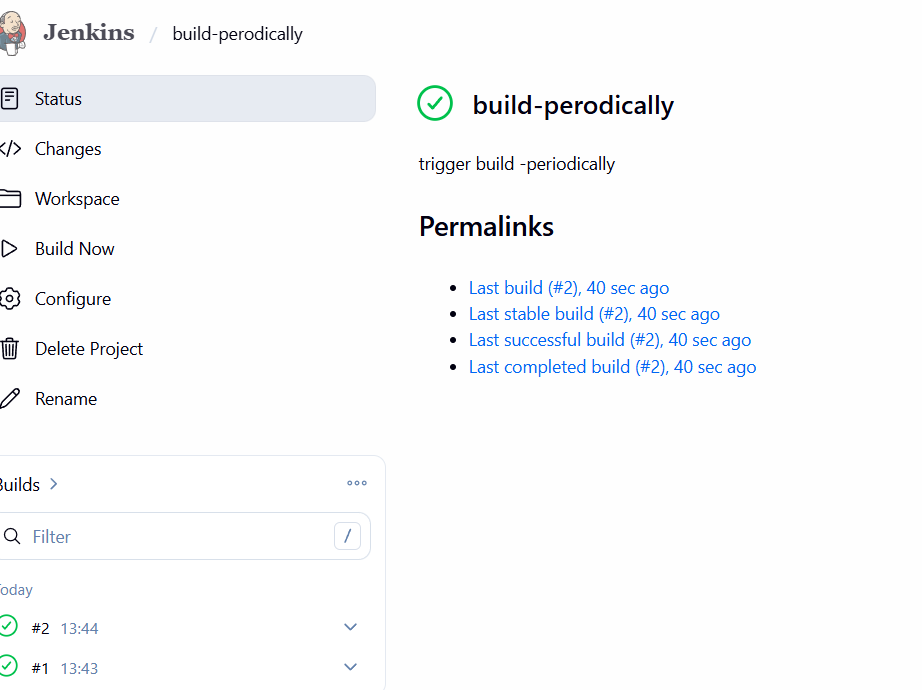 Jenkins / build-perodically
Status
Changes
Workspace
Build Now
Configure
Delete Project
Rename
Builds
Filter /
Today
#2 13:44
#1 13:43
build-perodically
trigger build -periodically
Permalinks
Last build (#2), 40 sec ago
Last stable build (#2), 40 sec ago
Last successful build (#2), 40 sec ago
Last completed build (#2), 40 sec ago